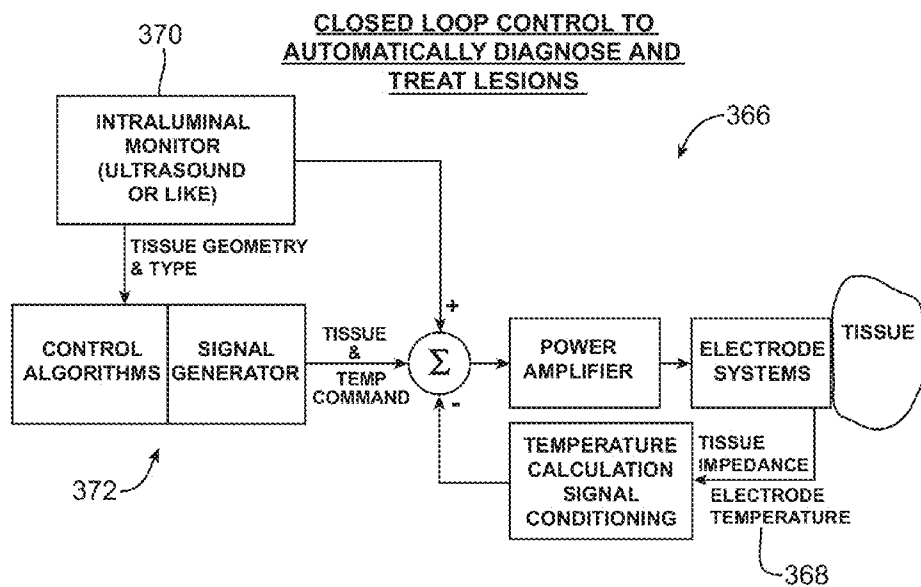 CLOSED LOOP CONTROL TO
AUTOMATICALLY DIAGNOSE AND
TREAT LESIONS
370
366
INTRALUMINAL
MONITOR
(ULTRASOUND
OR LIKE)
TISSUE GEOMETRY
& TYPE
CONTROL
ALGORITHMS
SIGNAL
GENERATOR
TISSUE
&
TEMP
COMMAND
+
Σ
-
POWER
AMPLIFIER
ELECTRODE
SYSTEMS
TISSUE
TEMPERATURE
CALCULATION
SIGNAL
CONDITIONING
TISSUE
IMPEDANCE
ELECTRODE
TEMPERATURE
372
368